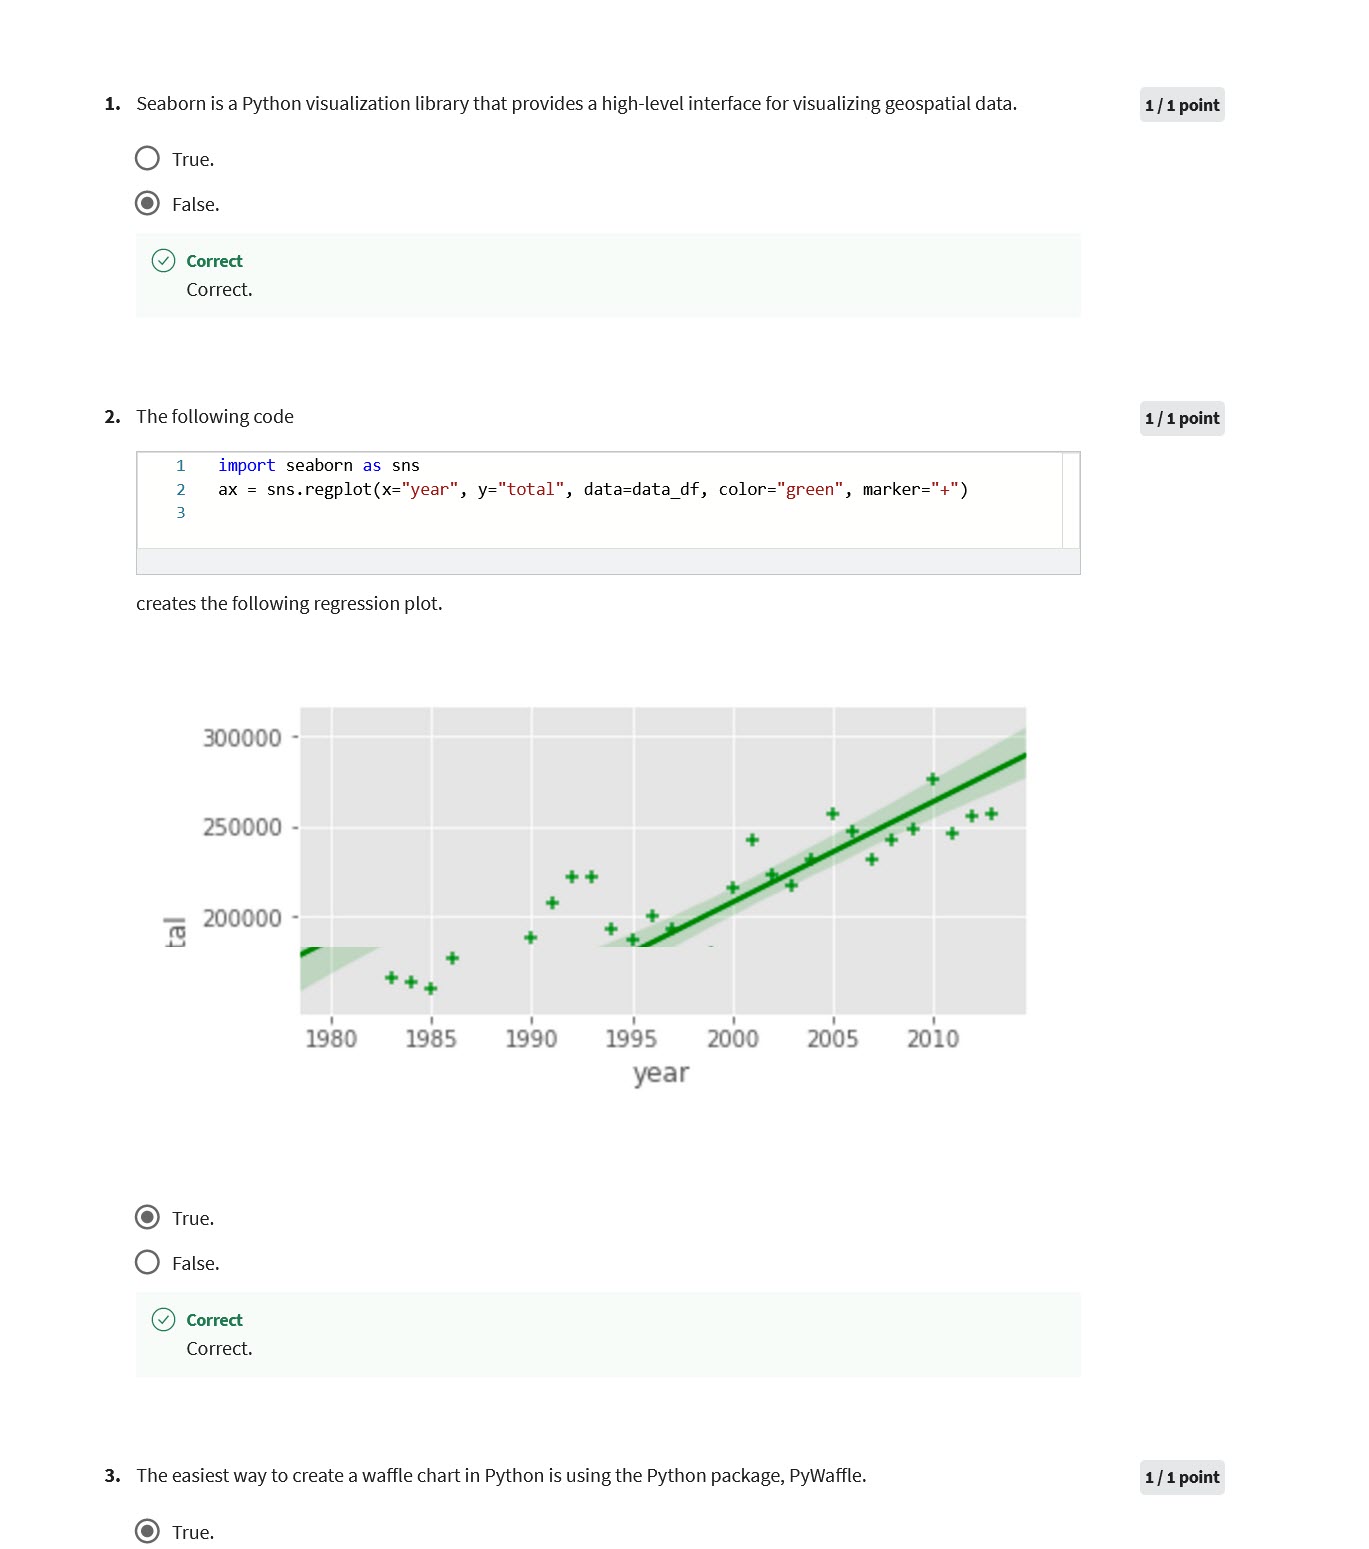 1. Seaborn is a Python visualization library that provides a high-level interface for visualizing geospatial data. 1 / 1 point
True.
False.
Correct
Correct.
2. The following code 1 / 1 point
1 import seaborn as sns
2 ax = sns.regplot(x="year", y="total", data=data_df, color="green", marker="+")
3
creates the following regression plot.
300000
250000
200000
tal
1980 1985 1990 1995 2000 2005 2010
year
True.
False.
Correct
Correct.
3. The easiest way to create a waffle chart in Python is using the Python package, PyWaffle. 1 / 1 point
True.